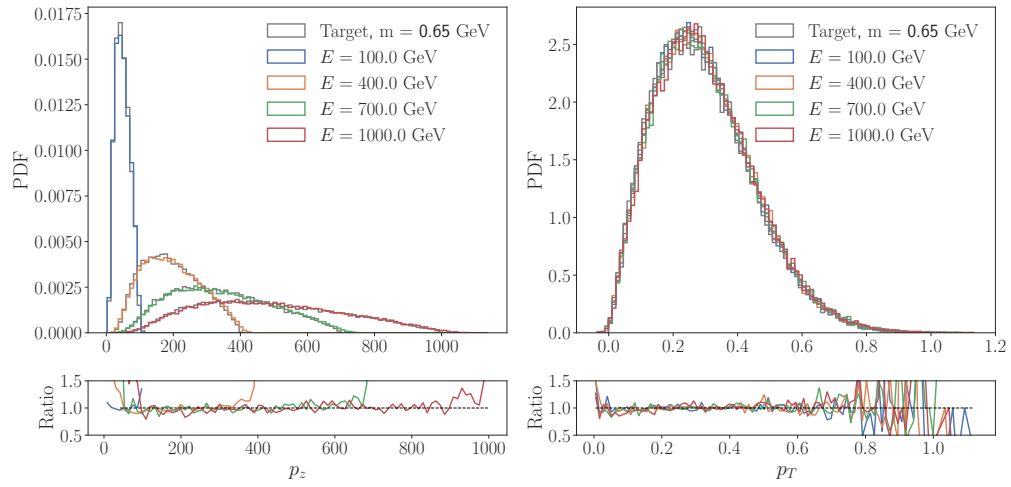 0.0175
0.0150
0.0125
0.0100
0.0075
0.0050
0.0025
0.0000
PDF
Target, m = 0.65 GeV
E = 100.0 GeV
E = 400.0 GeV
E = 700.0 GeV
E = 1000.0 GeV
0 200 400 600 800 1000
1.5
1.0
0.5
Ratio
0 200 400 600 800 1000
p_z
2.5
2.0
1.5
1.0
0.5
0.0
PDF
Target, m = 0.65 GeV
E = 100.0 GeV
E = 400.0 GeV
E = 700.0 GeV
E = 1000.0 GeV
0.0 0.2 0.4 0.6 0.8 1.0 1.2
1.5
1.0
0.5
Ratio
0.0 0.2 0.4 0.6 0.8 1.0
p_T